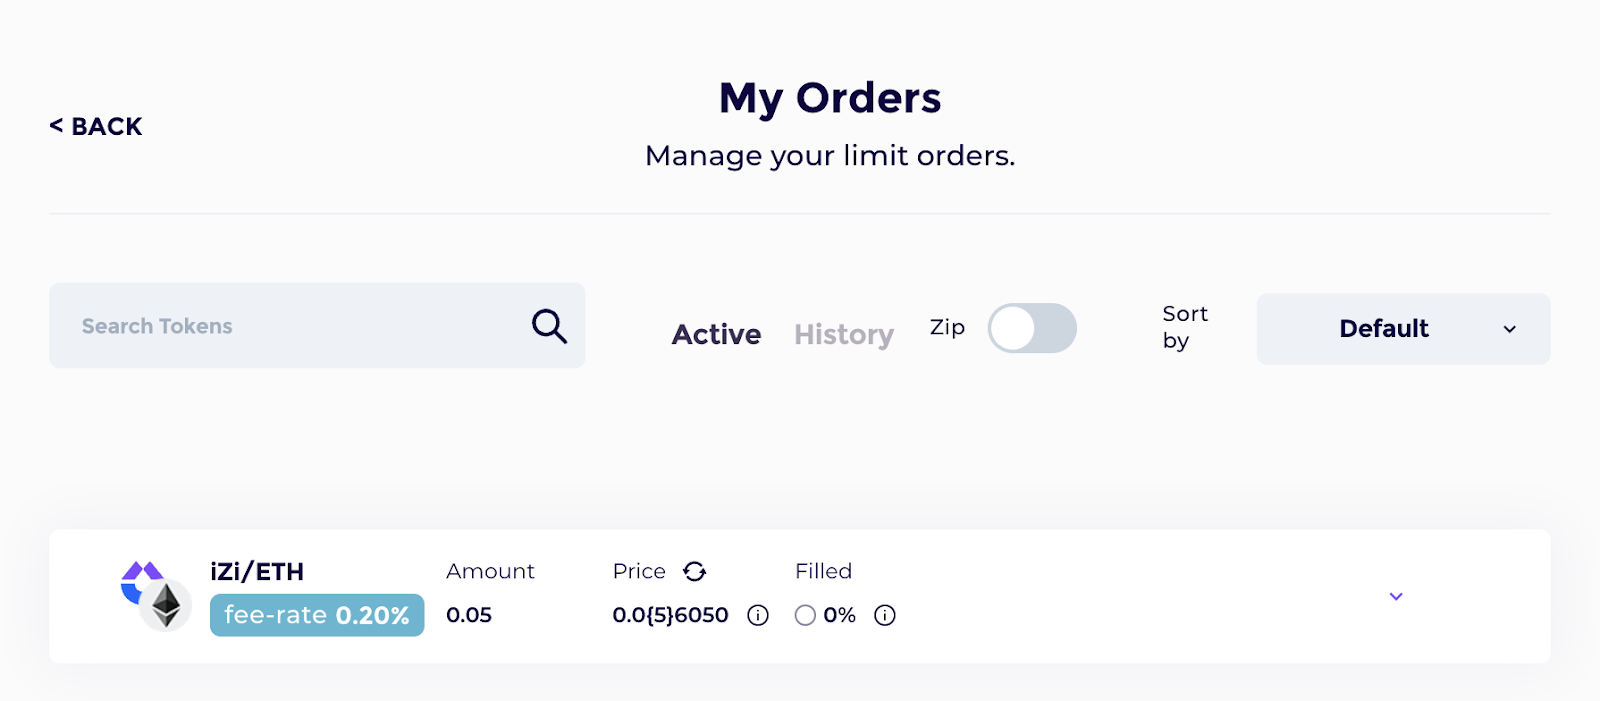 < BACK
My Orders
Manage your limit orders.
Search Tokens
Active
History
Zip
Sort
by
Default
iZi/ETH
fee-rate 0.20%
Amount
0.05
Price
0.0{5}6050
Filled
0%